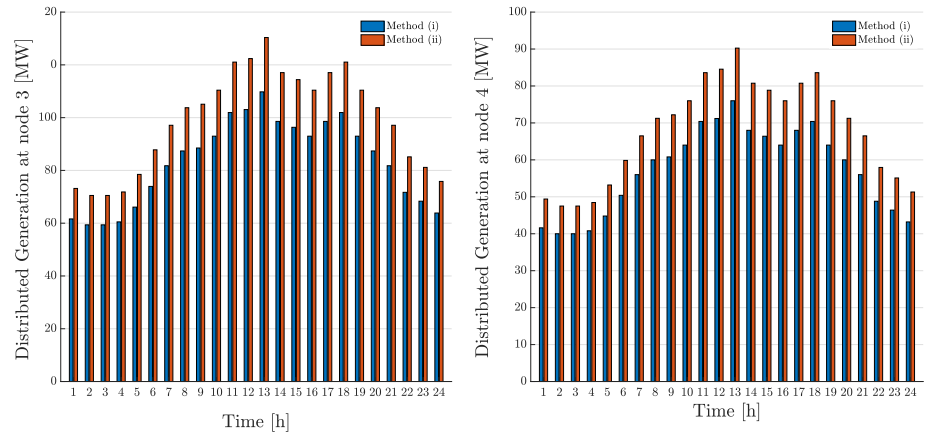 Distributed Generation at node 3 [MW]
20
0
100
80
60
40
20
0
Method (i)
Method (ii)
1 2 3 4 5 6 7 8 9 10 11 12 13 14 15 16 17 18 19 20 21 22 23 24
Time [h]
Distributed Generation at node 4 [MW]
100
90
80
70
60
50
40
30
20
10
0
Method (i)
Method (ii)
1 2 3 4 5 6 7 8 9 10 11 12 13 14 15 16 17 18 19 20 21 22 23 24
Time [h]